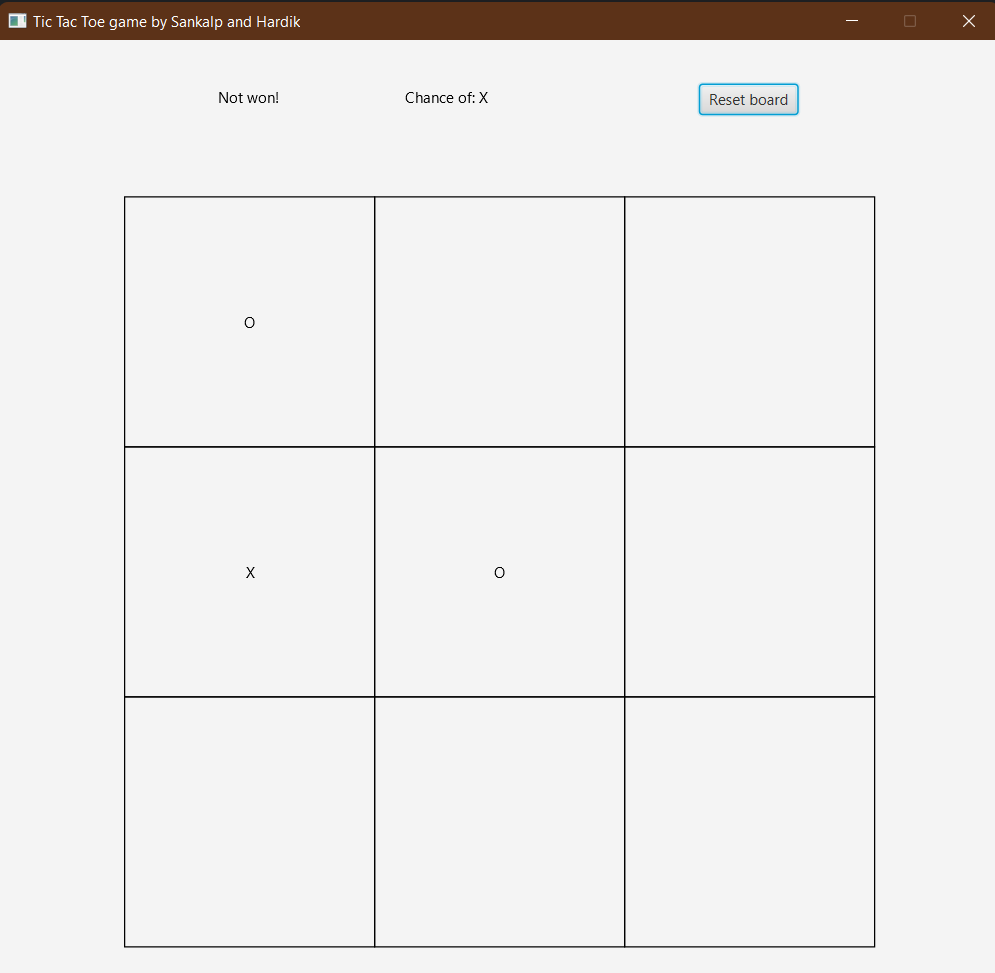 Tic Tac Toe game by Sankalp and Hardik
Not won! Chance of: X Reset board
O
X O